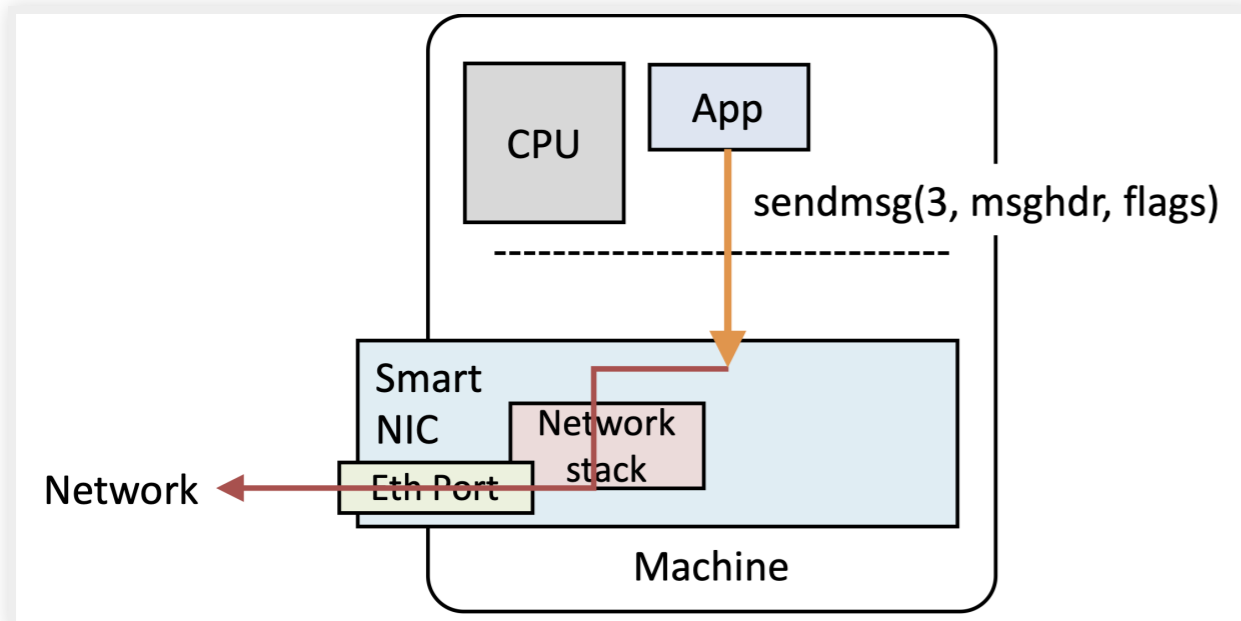 CPU
App
sendmsg(3, msghdr, flags)
Smart
NIC
Network
stack
Eth Port
Network
Machine